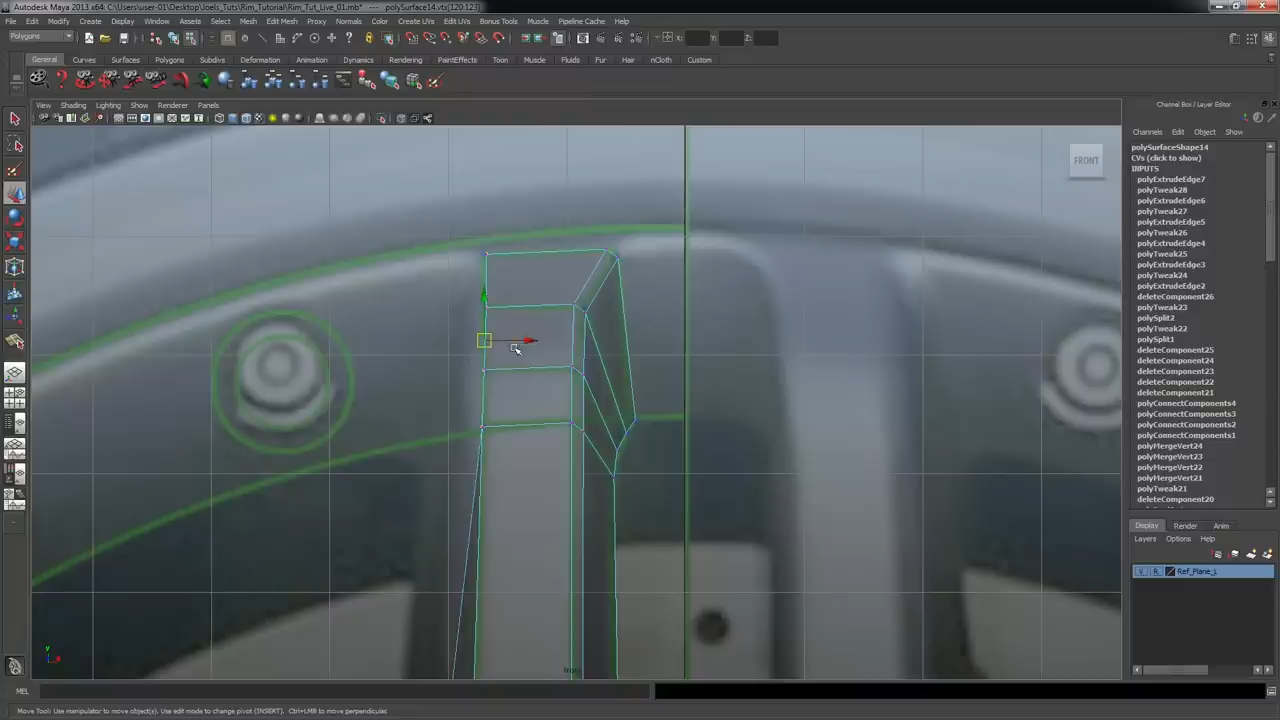 Autodesk Maya 2013 x64: C:\Users\user-01\Desktop\Joels_Tuts\Rim_Tutorial\Rim_Tut_Live_01.mb* --- polySurface14.vtx[120,123]
File Edit Modify Create Display Window Assets Select Mesh Edit Mesh Proxy Normals Color Create UVs Edit UVs Bonus Tools Muscle Pipeline Cache Help
Polygons
X: Y: Z:
General Curves Surfaces Polygons Subdivs Deformation Animation Dynamics Rendering PaintEffects Toon Muscle Fluids Fur Hair nCloth Custom
View Shading Lighting Show Renderer Panels
Channel Box / Layer Editor
Channels Edit Object Show
polySurfaceShape14
CVs (click to show)
INPUTS
polyExtrudeEdge7
polyTweak28
polyExtrudeEdge6
polyTweak27
polyExtrudeEdge5
polyTweak26
polyExtrudeEdge4
polyTweak25
polyExtrudeEdge3
polyTweak24
polyExtrudeEdge2
deleteComponent26
polyTweak23
polySplit2
polyTweak22
polySplit1
deleteComponent25
deleteComponent24
deleteComponent23
deleteComponent22
deleteComponent21
polyConnectComponents4
polyConnectComponents3
polyConnectComponents2
polyConnectComponents1
polyMergeVert24
polyMergeVert23
polyMergeVert22
polyMergeVert21
polyTweak21
deleteComponent20
FRONT
Display Render Anim
Layers Options Help
V R Ref_Plane_L
y
x
front
MEL
Move Tool: Use manipulator to move object(s). Use edit mode to change pivot (INSERT). Ctrl+LMB to move perpendicular.